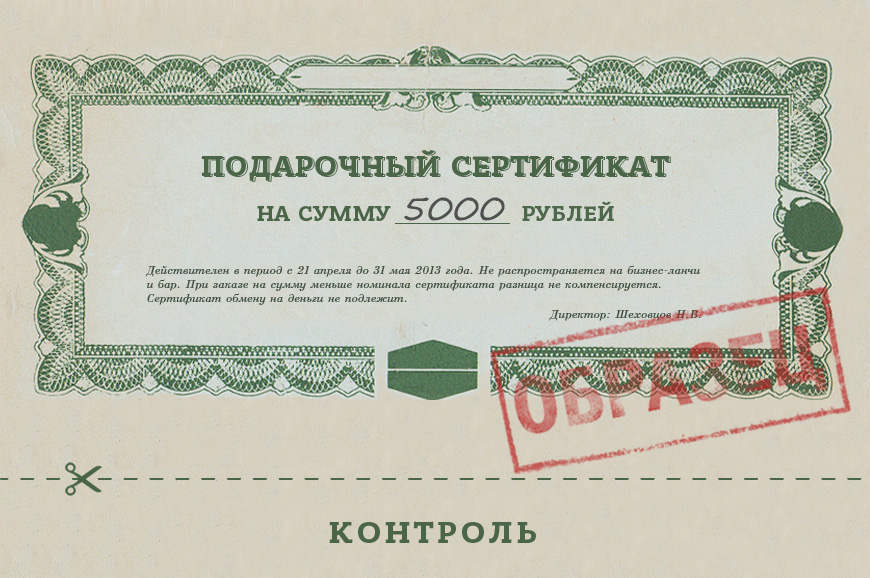 ПОДАРОЧНЫЙ СЕРТИФИКАТ
НА СУММУ 5000 РУБЛЕЙ
Действителен в период с 21 апреля до 31 мая 2013 года. Не распространяется на бизнес-ланчи
и бар. При заказе на сумму меньше номинала сертификата разница не компенсируется.
Сертификат обмену на деньги не подлежит.
Директор: Шеховцов Н.В.
ОБРАЗЕЦ
КОНТРОЛЬ